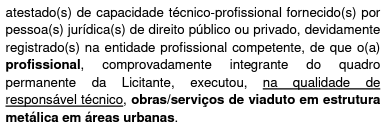 atestado(s) de capacidade técnico-profissional fornecido(s) por
pessoa(s) jurídica(s) de direito público ou privado, devidamente
registrado(s) na entidade profissional competente, de que o(a)
profissional, comprovadamente integrante do quadro
permanente da Licitante, executou, na qualidade de
responsável técnico, obras/serviços de viaduto em estrutura
metálica em áreas urbanas.